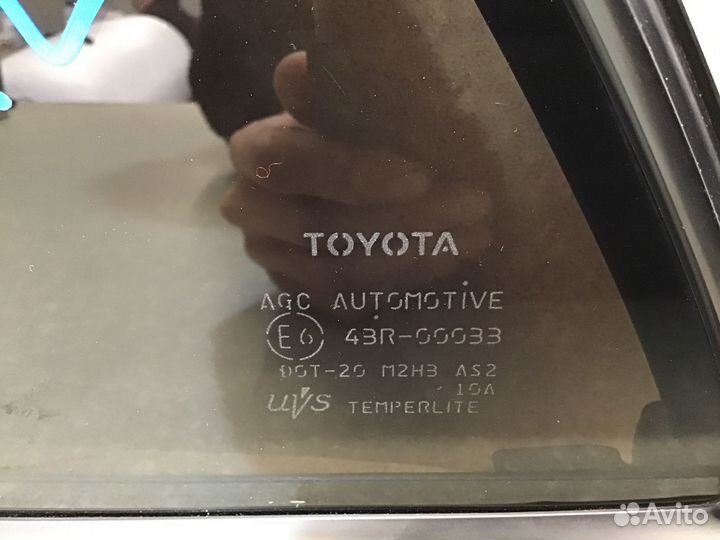 TOYOTA
AGC AUTOMOTIVE
E6 43R-00033
DOT-20 M2H3 AS2
10A
uvs TEMPERLITE
Avito